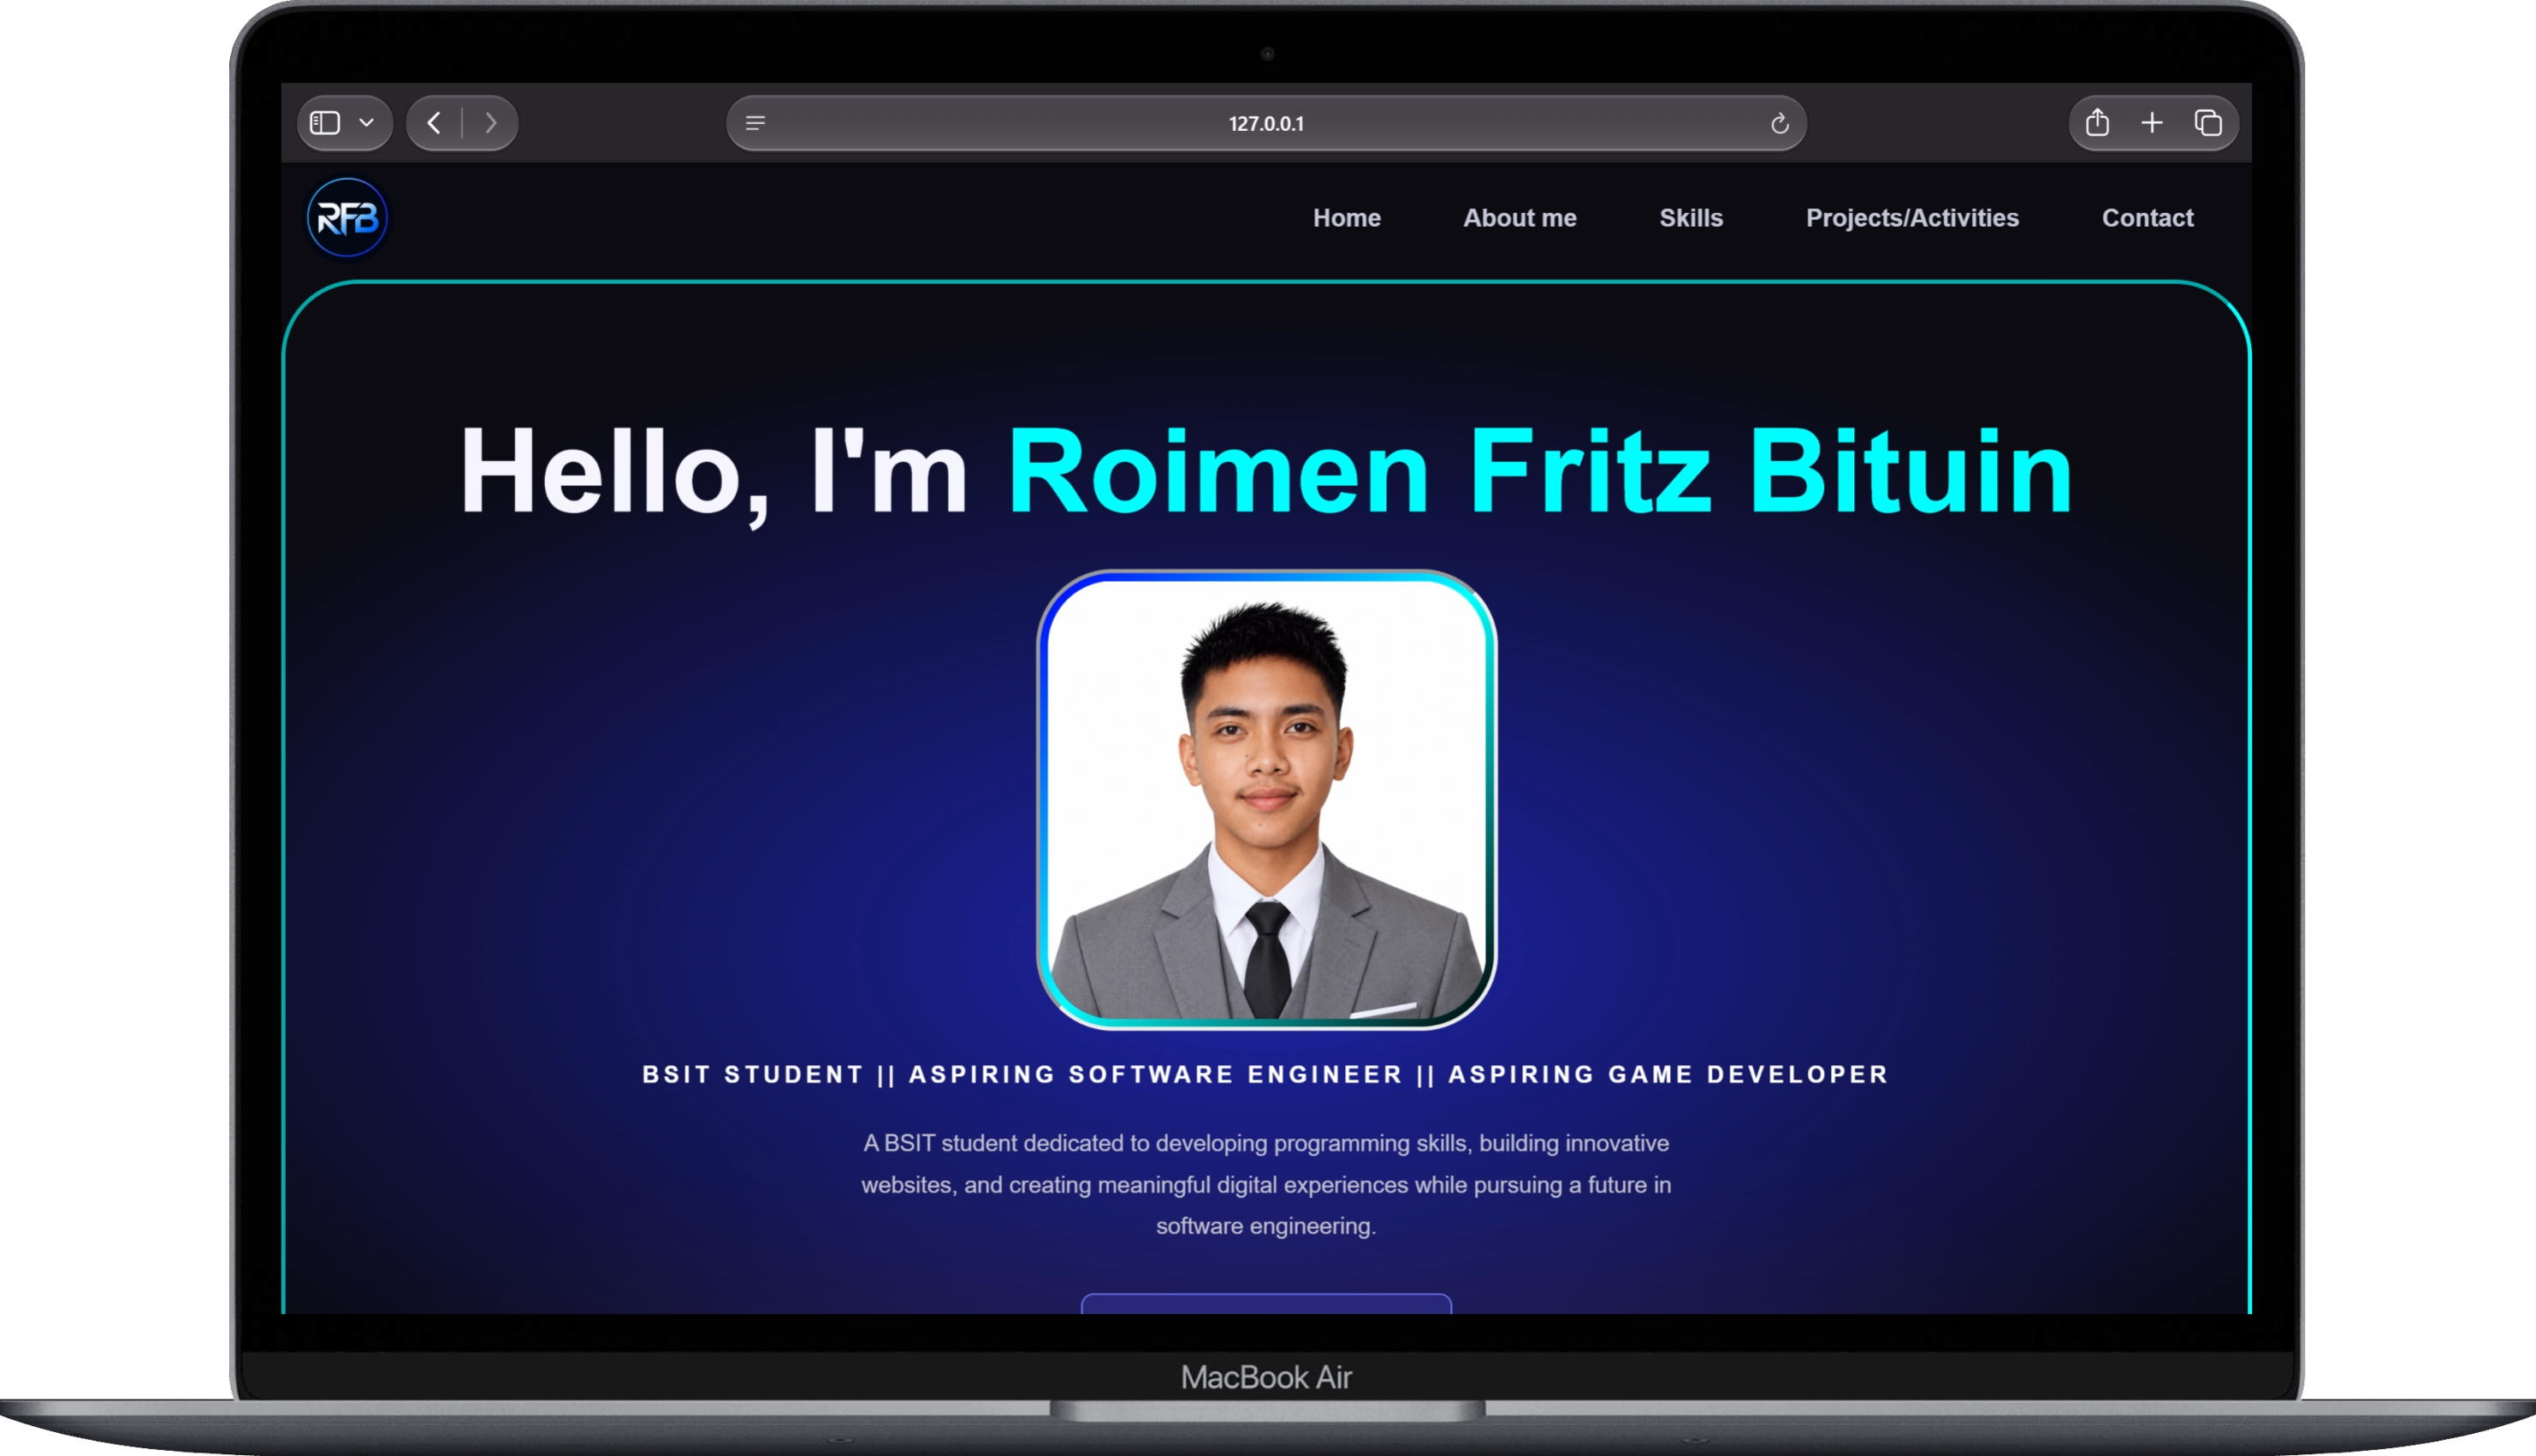 127.0.0.1
RFB
Home About me Skills Projects/Activities Contact
Hello, I'm Roimen Fritz Bituin
BSIT STUDENT || ASPIRING SOFTWARE ENGINEER || ASPIRING GAME DEVELOPER
A BSIT student dedicated to developing programming skills, building innovative
websites, and creating meaningful digital experiences while pursuing a future in
software engineering.
MacBook Air